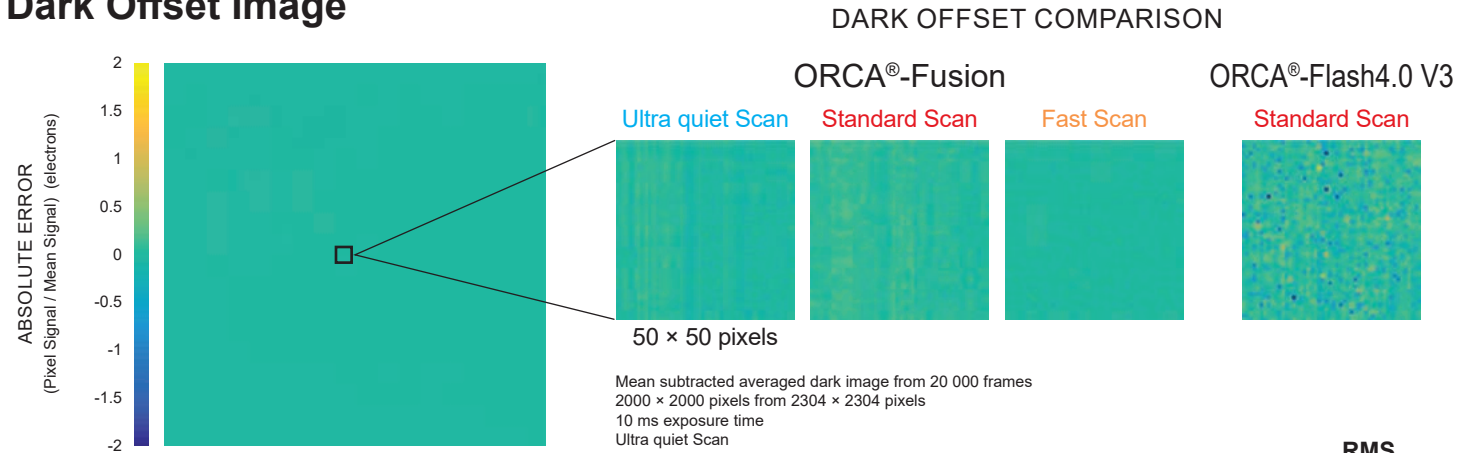 Dark Offset Image
DARK OFFSET COMPARISON
ORCA®-Fusion
ORCA®-Flash4.0 V3
Ultra quiet Scan
Standard Scan
Fast Scan
Standard Scan
ABSOLUTE ERROR
(Pixel Signal / Mean Signal) (electrons)
2
1.5
1
0.5
0
-0.5
-1
-1.5
-2
50 × 50 pixels
Mean subtracted averaged dark image from 20 000 frames
2000 × 2000 pixels from 2304 × 2304 pixels
10 ms exposure time
Ultra quiet Scan
RMS